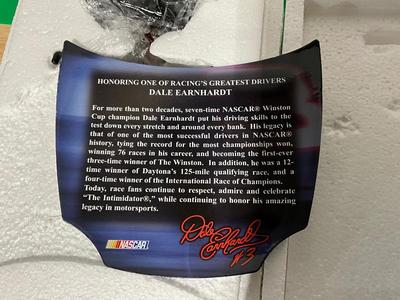 HONORING ONE OF RACING'S GREATEST DRIVERS
DALE EARNHARDT
For more than two decades, seven-time NASCAR® Winston
Cup champion Dale Earnhardt put his driving skills to the
test down every stretch and around every bank. His legacy is
that of one of the most successful drivers in NASCAR®
history, tying the record for the most championships won,
winning 76 races in his career, and becoming the first-ever
three-time winner of The Winston. In addition, he was a 12-
time winner of Daytona's 125-mile qualifying race, and a
four-time winner of the International Race of Champions.
Today, race fans continue to respect, admire and celebrate
"The Intimidator®," while continuing to honor his amazing
legacy in motorsports.
NASCAR
Dale
Earnhardt
#3